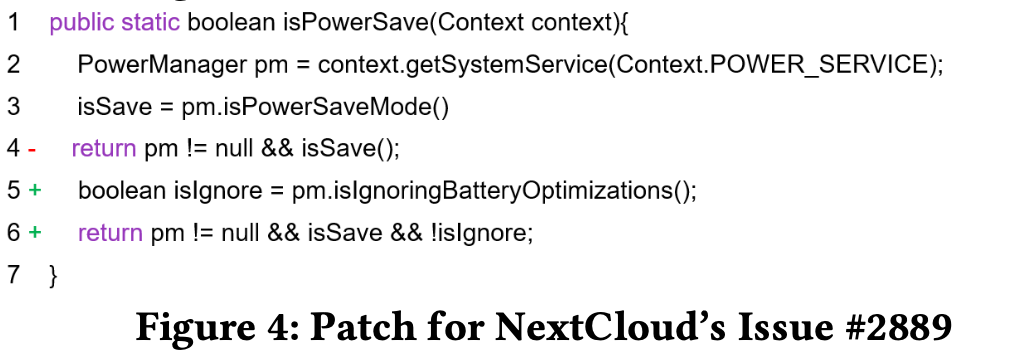 1 public static boolean isPowerSave(Context context){
2 PowerManager pm = context.getSystemService(Context.POWER_SERVICE);
3 isSave = pm.isPowerSaveMode()
4 - return pm != null && isSave();
5 + boolean isIgnore = pm.isIgnoringBatteryOptimizations();
6 + return pm != null && isSave && !isIgnore;
7 }
Figure 4: Patch for NextCloud’s Issue #2889